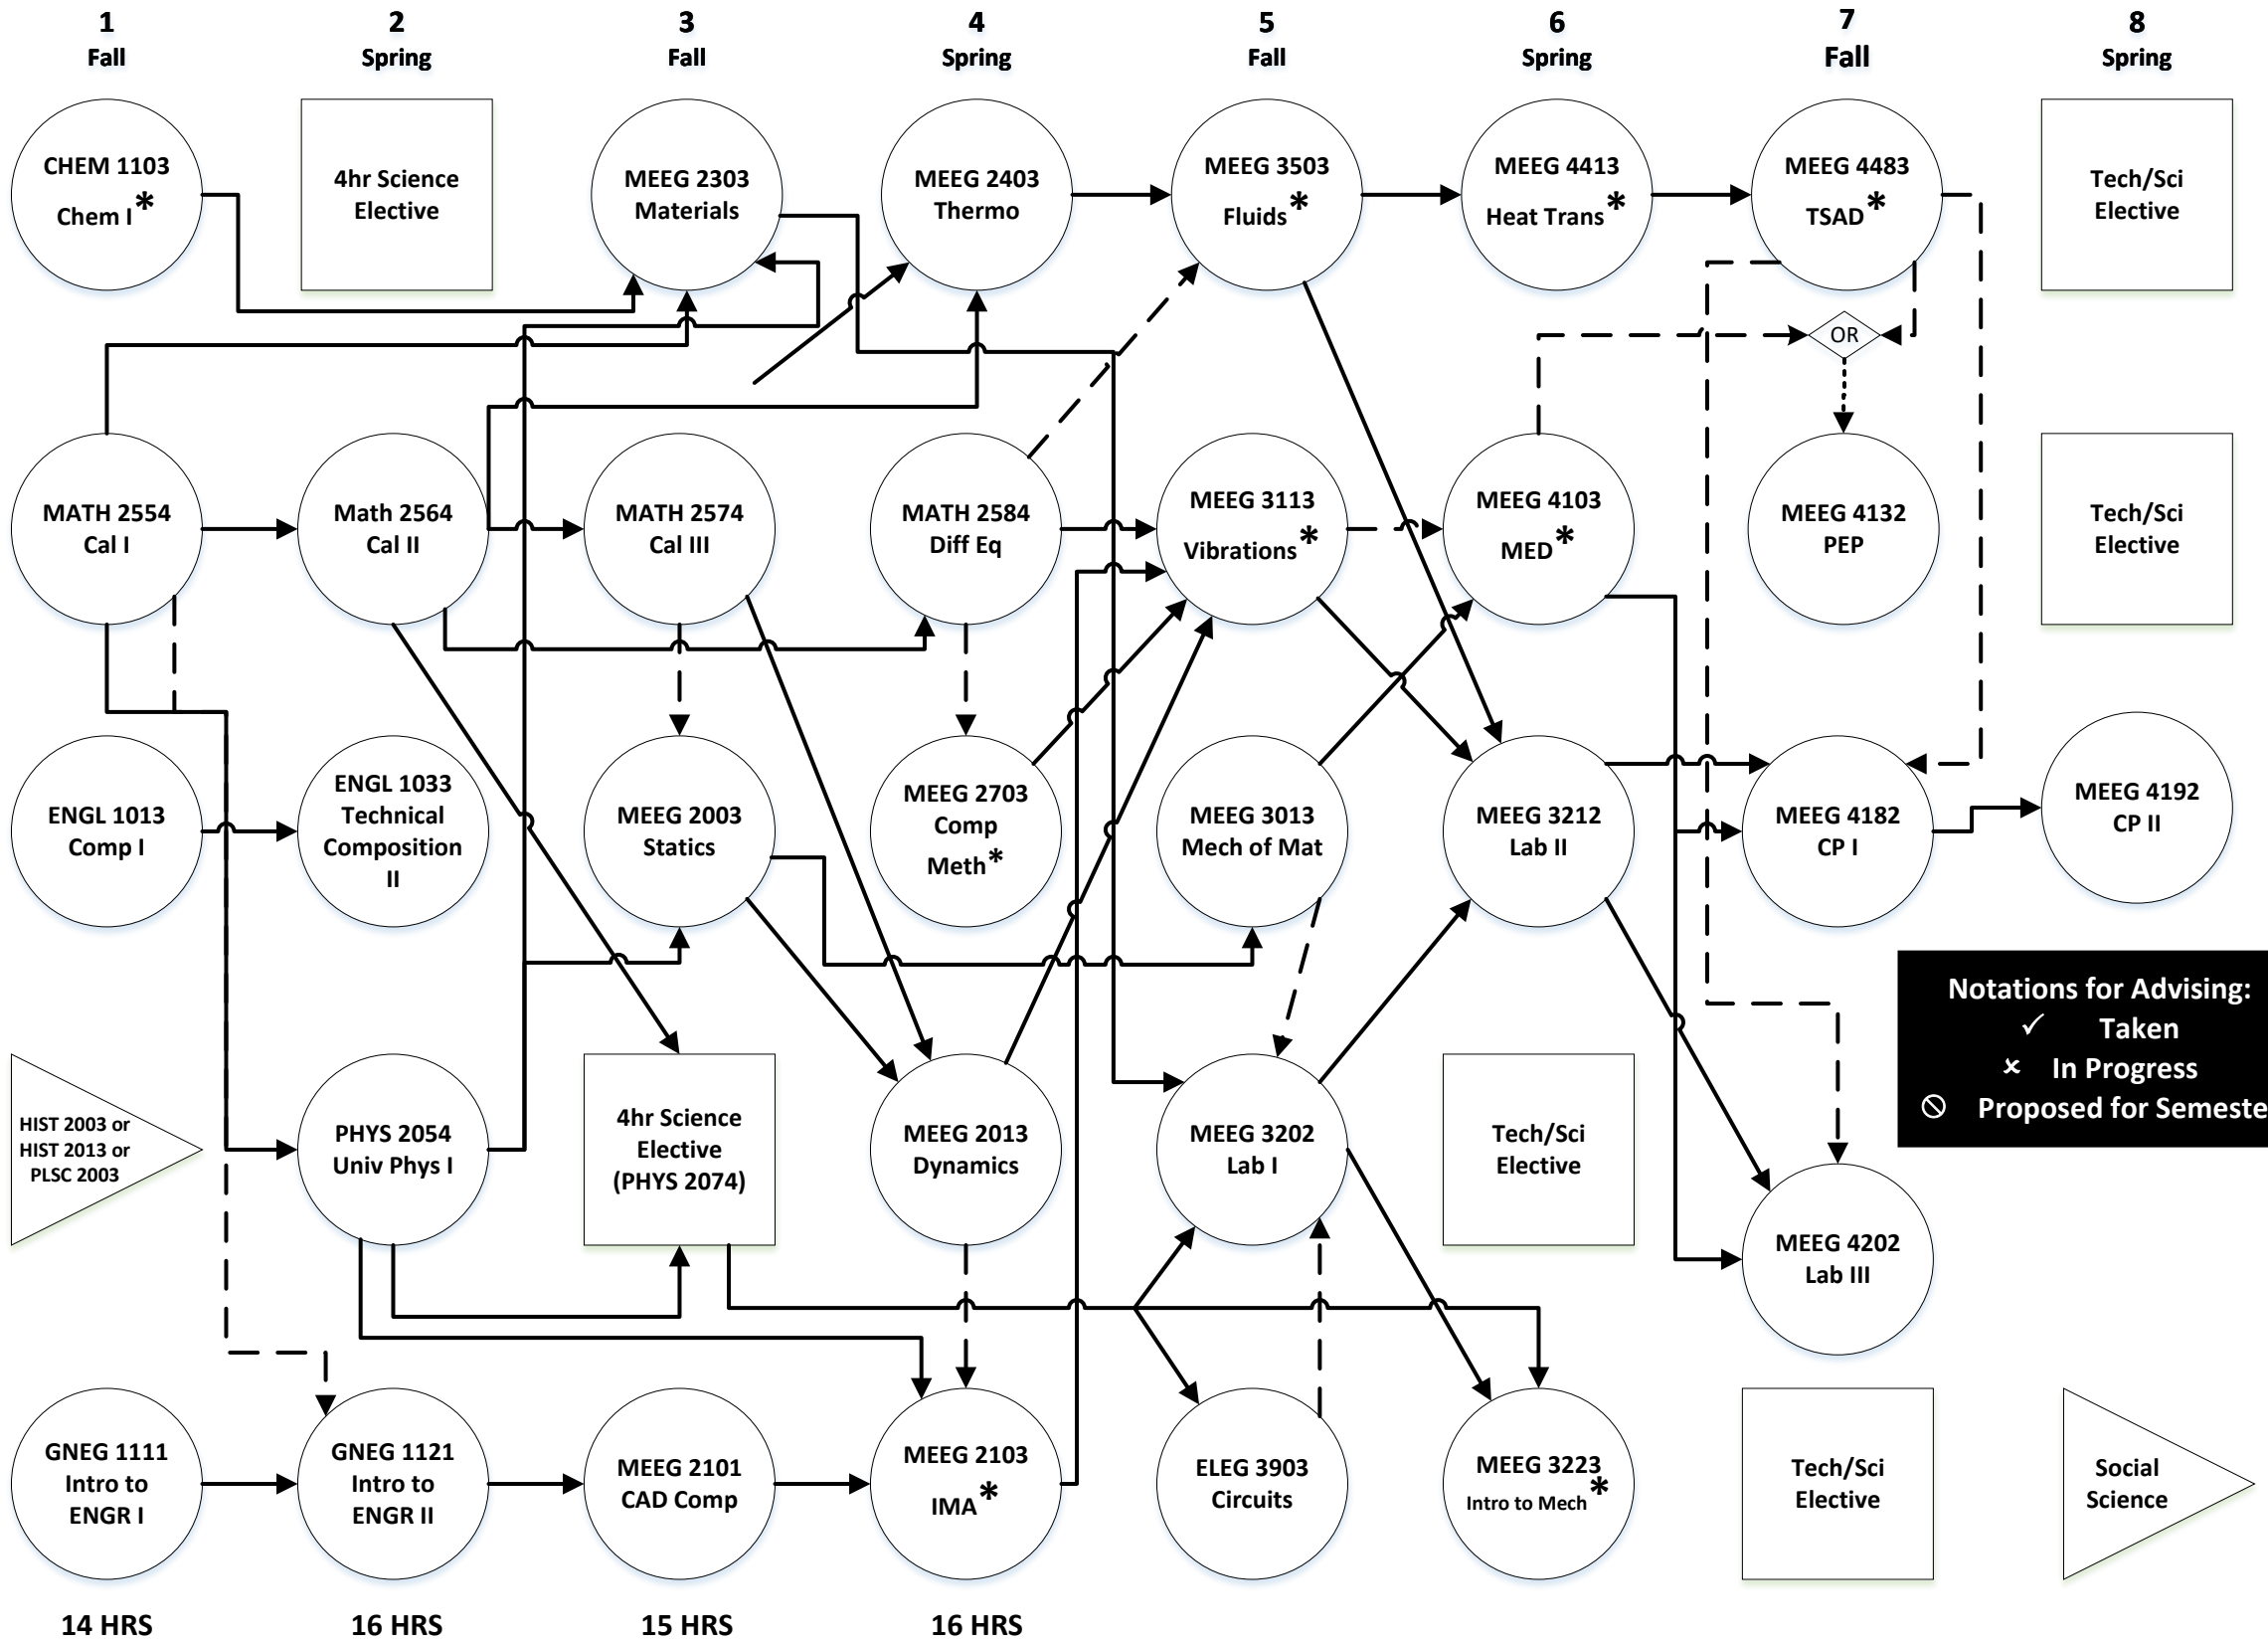 1
Fall
2
Spring
3
Fall
4
Spring
5
Fall
6
Spring
7
Fall
8
Spring
CHEM 1103
Chem I*
4hr Science
Elective
MEEG 2303
Materials
MEEG 2403
Thermo
MEEG 3503
Fluids*
MEEG 4413
Heat Trans*
MEEG 4483
TSAD*
Tech/Sci
Elective
OR
MATH 2554
Cal I
Math 2564
Cal II
MATH 2574
Cal III
MATH 2584
Diff Eq
MEEG 3113
Vibrations*
MEEG 4103
MED*
MEEG 4132
PEP
Tech/Sci
Elective
ENGL 1013
Comp I
ENGL 1033
Technical
Composition
II
MEEG 2003
Statics
MEEG 2703
Comp
Meth*
MEEG 3013
Mech of Mat
MEEG 3212
Lab II
MEEG 4182
CP I
MEEG 4192
CP II
Notations for Advising:
✓ Taken
× In Progress
⃠ Proposed for Semeste
HIST 2003 or
HIST 2013 or
PLSC 2003
PHYS 2054
Univ Phys I
4hr Science
Elective
(PHYS 2074)
MEEG 2013
Dynamics
MEEG 3202
Lab I
Tech/Sci
Elective
MEEG 4202
Lab III
GNEG 1111
Intro to
ENGR I
GNEG 1121
Intro to
ENGR II
MEEG 2101
CAD Comp
MEEG 2103
IMA*
ELEG 3903
Circuits
MEEG 3223
Intro to Mech*
Tech/Sci
Elective
Social
Science
14 HRS
16 HRS
15 HRS
16 HRS